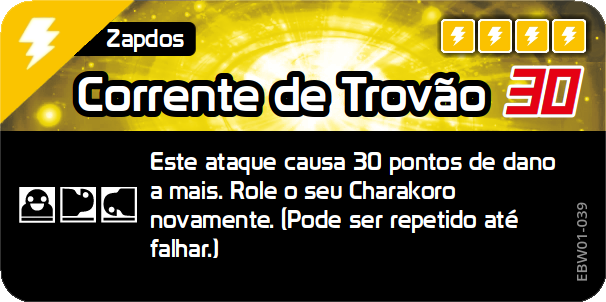 Zapdos
Corrente de Trovão 30
Este ataque causa 30 pontos de dano
a mais. Role o seu Charakoro
novamente. (Pode ser repetido até
falhar.)
EBW01-039